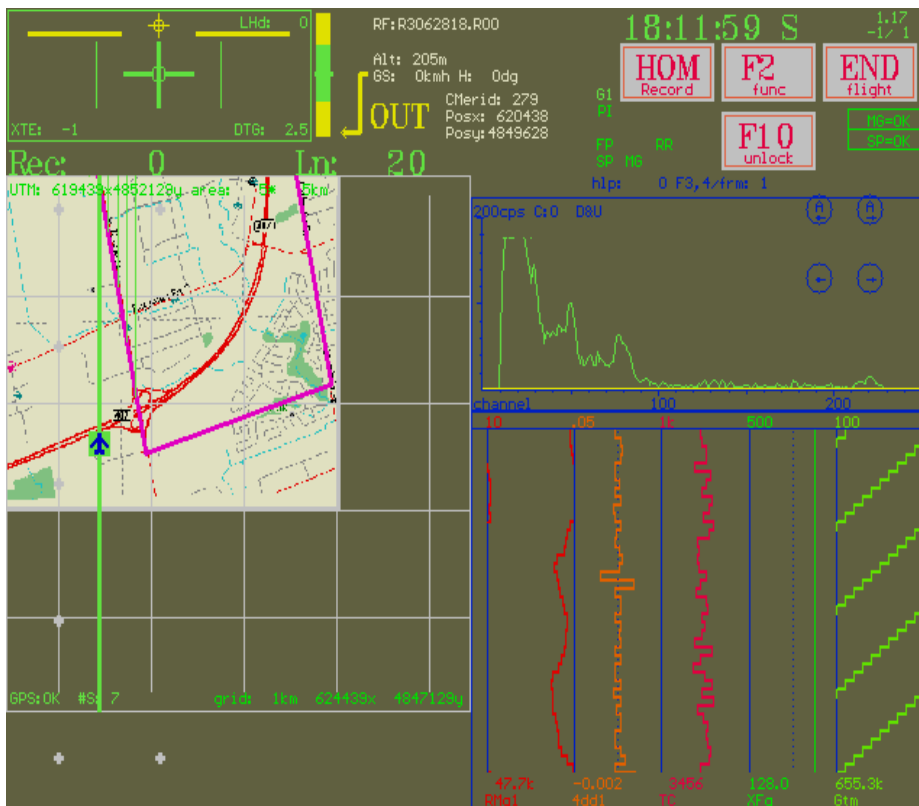 LHd: 0
XTE: -1 DTG: 2.5
RF:R3062818.R00
Alt: 205m
GS: 0kmh H: 0dg
OUT
CMerid: 279
Posx: 620438
Posy:4849628
18:11:59 S
1.17
-1/ 1
HOM
Record
F2
func
END
flight
F10
unlock
G1
PI
FP RR
SP MG
MG=OK
SP=OK
hlp: 0 F3,4/frm: 1
Rec: 0 Ln: 20
UTM: 619439x4852129y area: 5* 5km
GPS:OK #S: 7 grid: 1km 624439x 4847129y
200cps C:0 D&U
A A
channel 100 200
10 .05 1k 500 100
47.7k -0.002 3456 128.0 655.3k
RMg1 4dd1 TC XFg Gtm